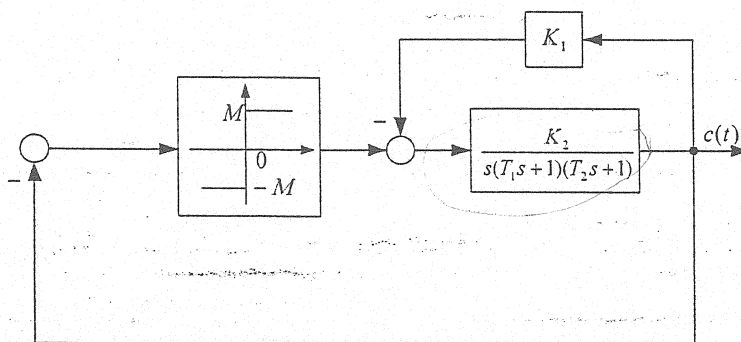 K₁
M
0
−M
−
−
K₂
s(T₁s+1)(T₂s+1)
c(t)